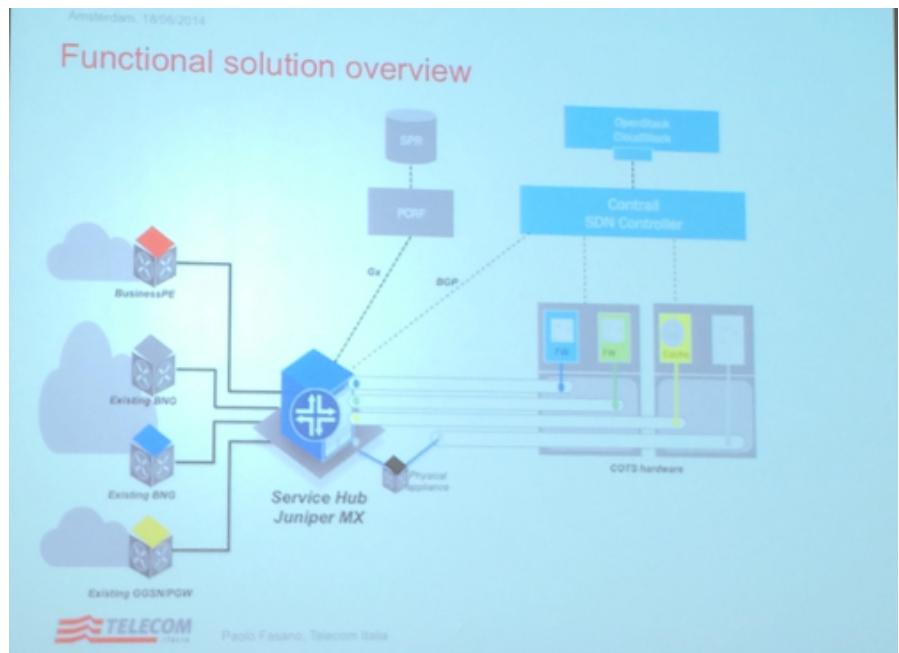 Amsterdam, 18/06/2014
Functional solution overview
SPR
OpenStack
CloudStack
PCRF
Contrail
SDN Controller
Gx
BGP
BusinessPE
FW
FW
Cache
Existing BNG
COTS hardware
Physical
appliance
Existing BNG
Service Hub
Juniper MX
Existing GGSN/PGW
TELECOM
ITALIA
Paolo Fasano, Telecom Italia